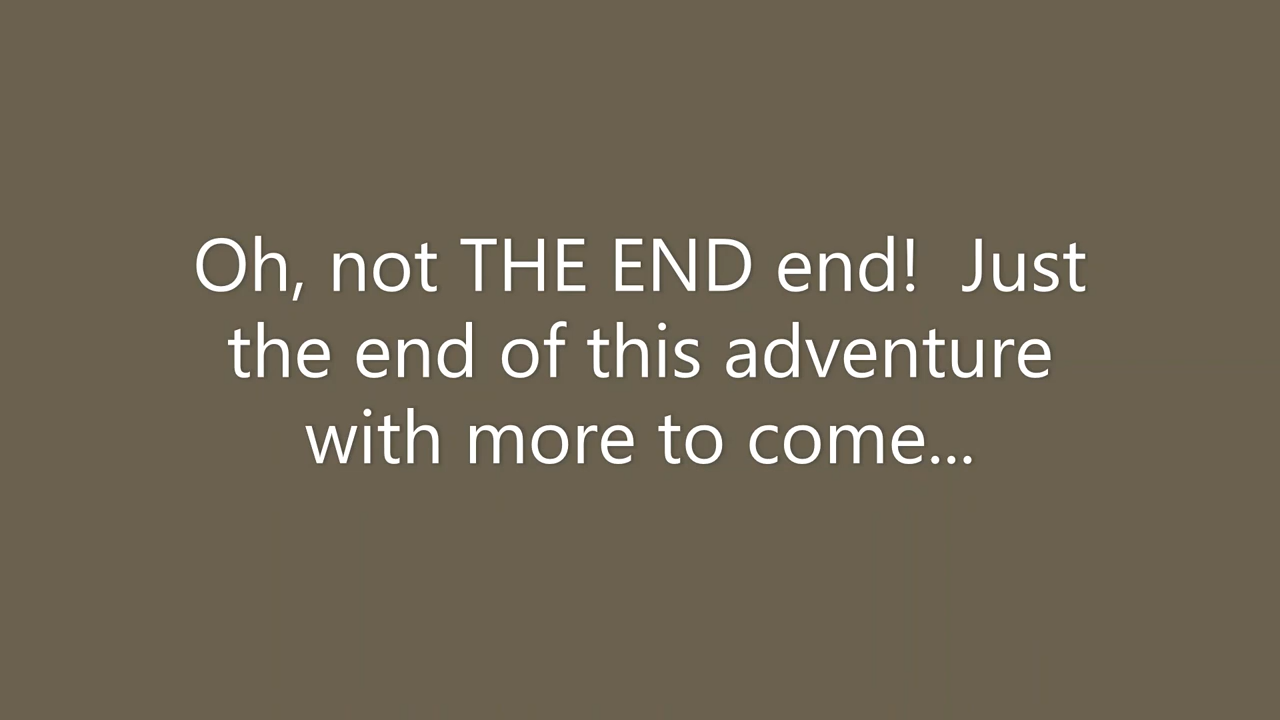 Oh, not THE END end!  Just
the end of this adventure
with more to come...